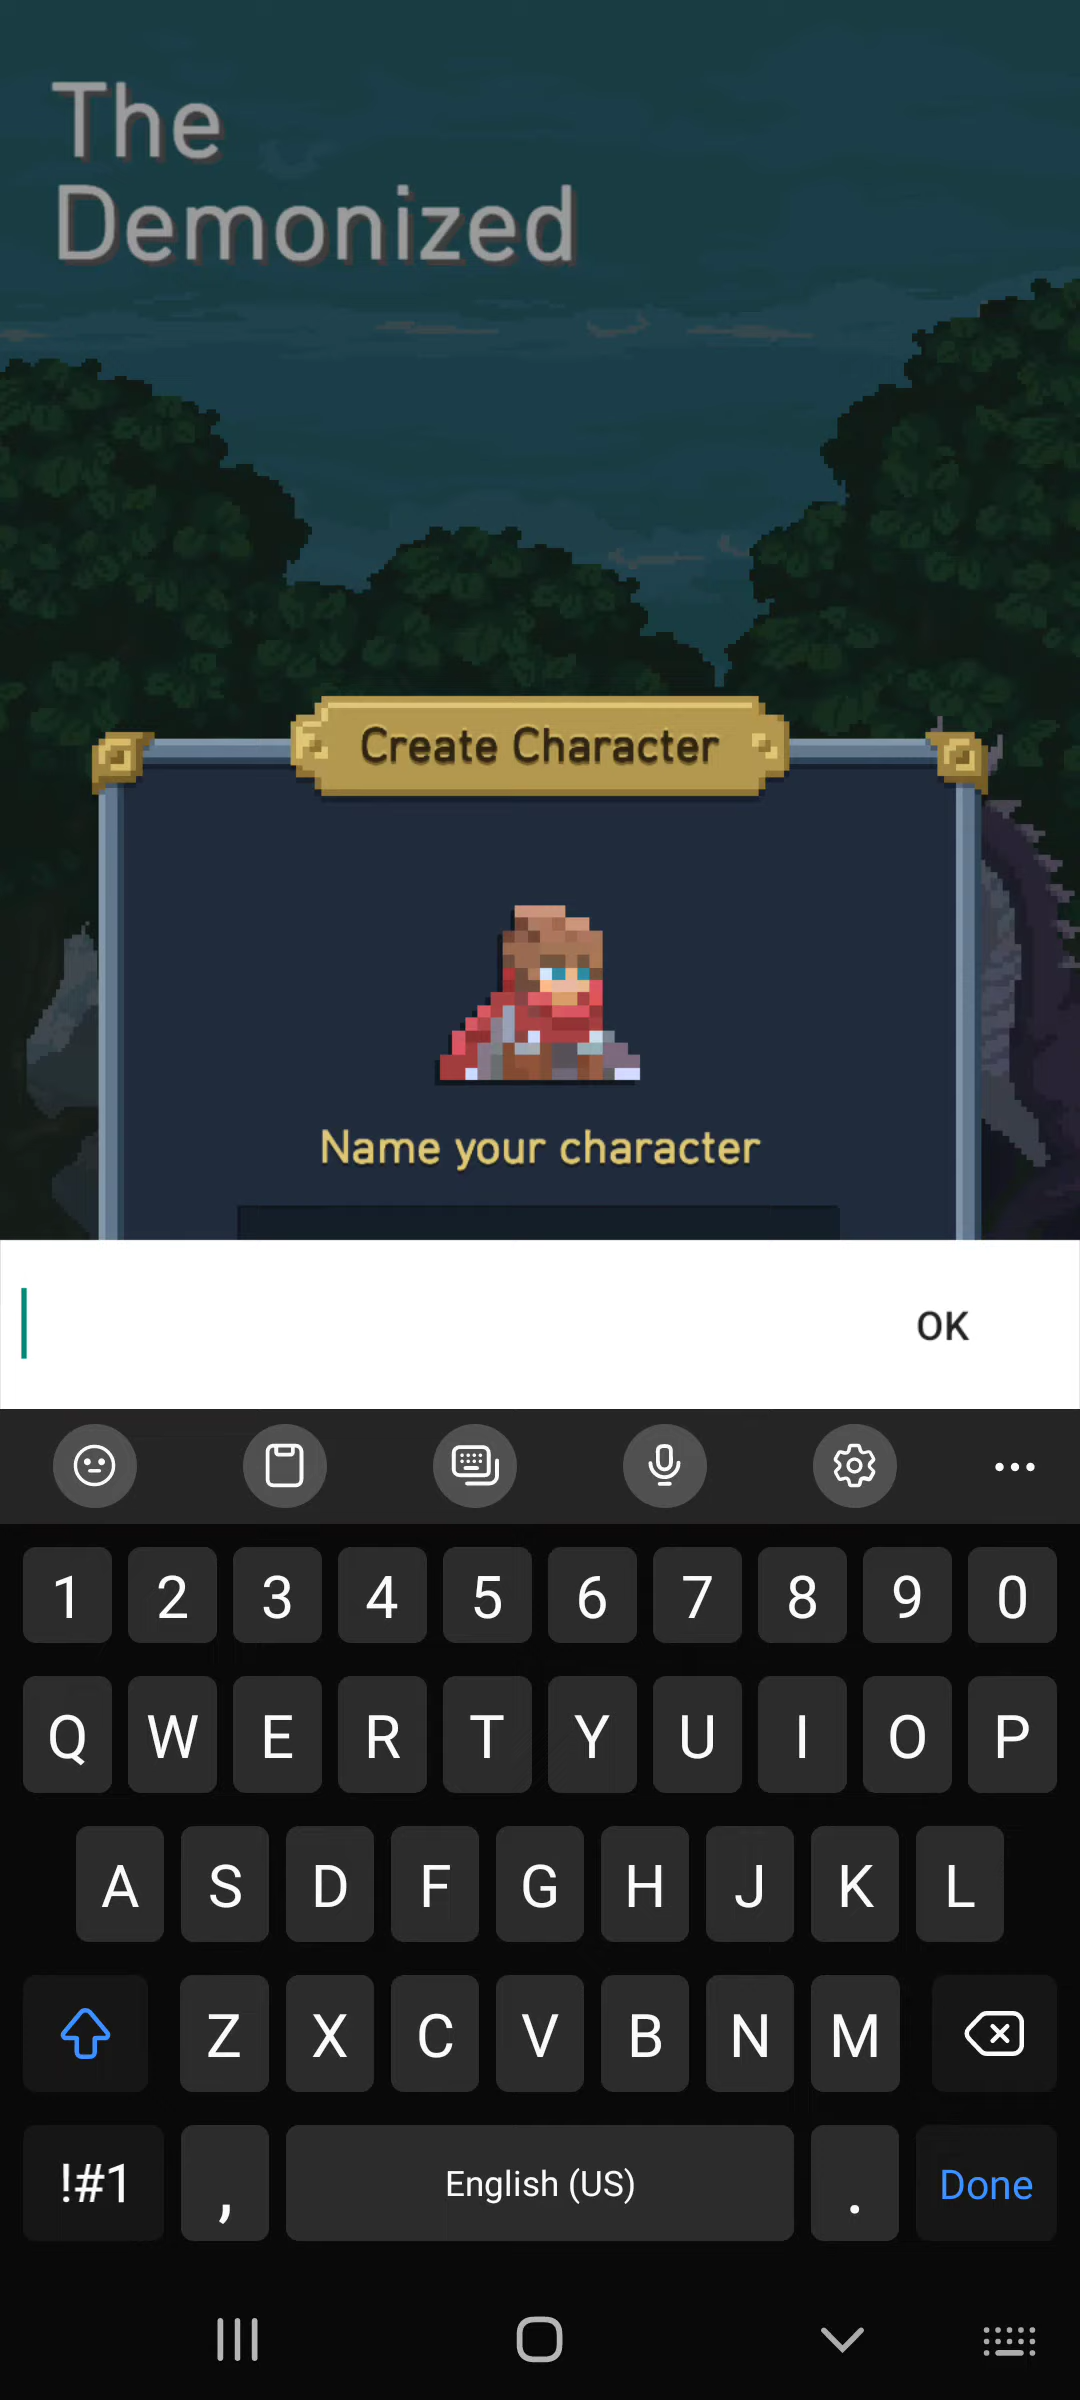 The
Demonized
Create Character
Name your character
OK
1 2 3 4 5 6 7 8 9 0
Q W E R T Y U I O P
A S D F G H J K L
Z X C V B N M
!#1 , English (US) . Done